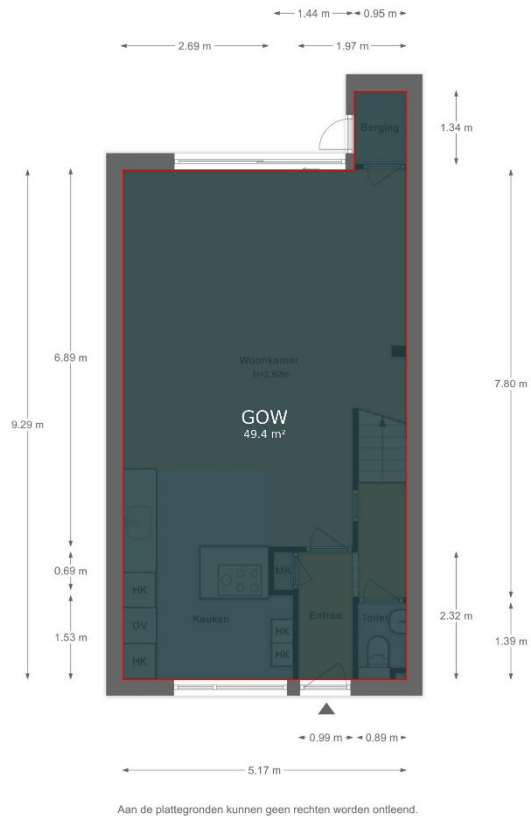 1.44 m 0.95 m
2.69 m 1.97 m
Berging
1.34 m
6.89 m
Woonkamer
H=2.62m
7.80 m
9.29 m
GOW
49.4 m²
0.69 m
HK
MK
OV
Keuken
HK
Entree
Toilet
2.32 m
1.53 m
HK
HK
1.39 m
0.99 m 0.89 m
5.17 m
Aan de plattegronden kunnen geen rechten worden ontleend.